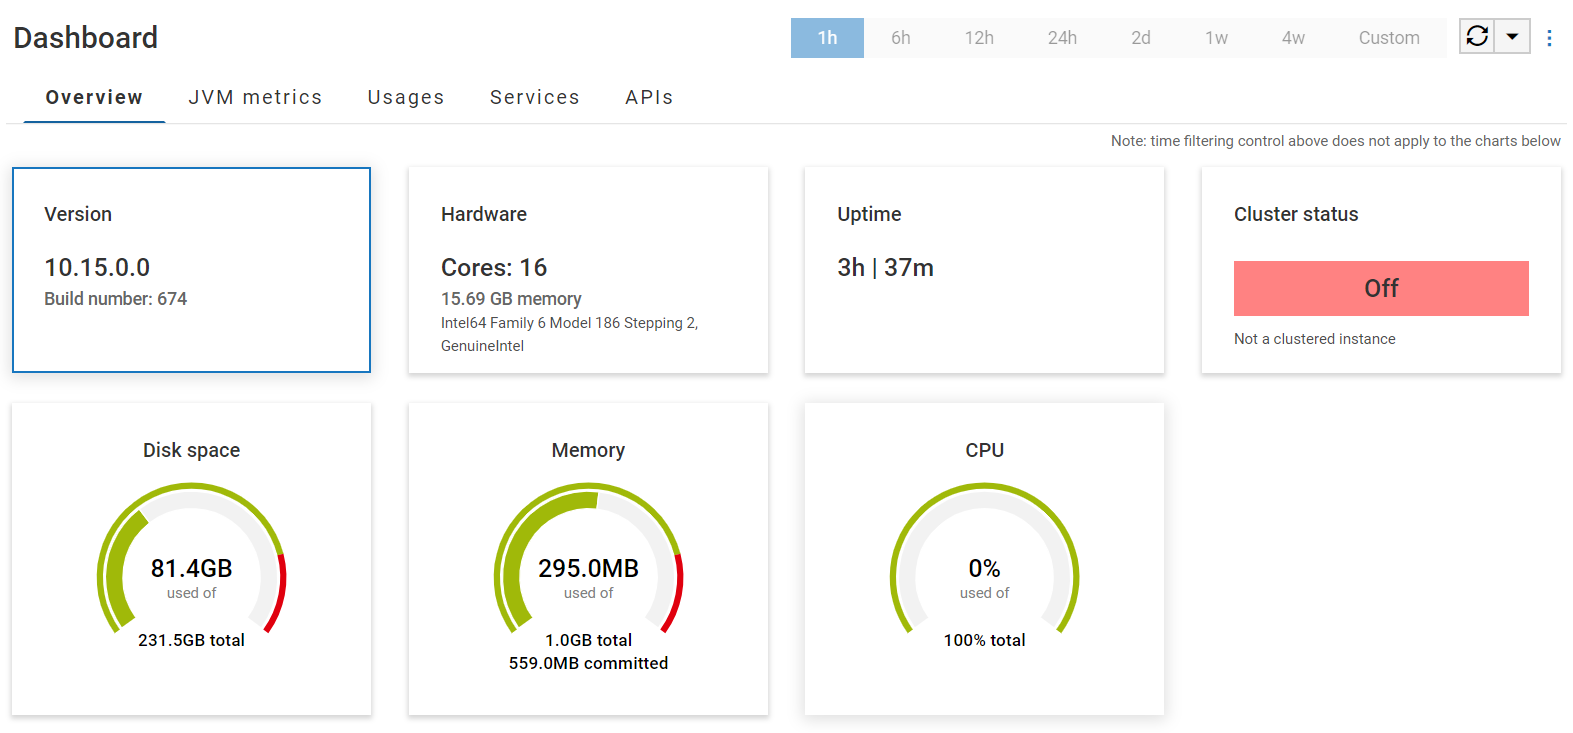 Dashboard
1h 6h 12h 24h 2d 1w 4w Custom
Overview JVM metrics Usages Services APIs
Note: time filtering control above does not apply to the charts below
Version
10.15.0.0
Build number: 674
Hardware
Cores: 16
15.69 GB memory
Intel64 Family 6 Model 186 Stepping 2,
GenuineIntel
Uptime
3h | 37m
Cluster status
Off
Not a clustered instance
Disk space
81.4GB
used of
231.5GB total
Memory
295.0MB
used of
1.0GB total
559.0MB committed
CPU
0%
used of
100% total